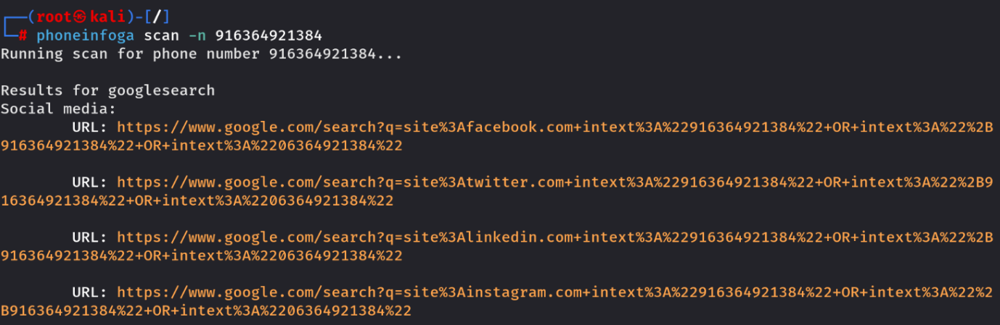 ┌──(root㉿kali)-[/]
└─# phoneinfoga scan -n 916364921384
Running scan for phone number 916364921384...
Results for googlesearch
Social media:
URL: https://www.google.com/search?q=site%3Afacebook.com+intext%3A%22916364921384%22+OR+intext%3A%22%2B
916364921384%22+OR+intext%3A%2206364921384%22
URL: https://www.google.com/search?q=site%3Atwitter.com+intext%3A%22916364921384%22+OR+intext%3A%22%2B9
16364921384%22+OR+intext%3A%2206364921384%22
URL: https://www.google.com/search?q=site%3Alinkedin.com+intext%3A%22916364921384%22+OR+intext%3A%22%2B
916364921384%22+OR+intext%3A%2206364921384%22
URL: https://www.google.com/search?q=site%3Ainstagram.com+intext%3A%22916364921384%22+OR+intext%3A%22%2
B916364921384%22+OR+intext%3A%2206364921384%22